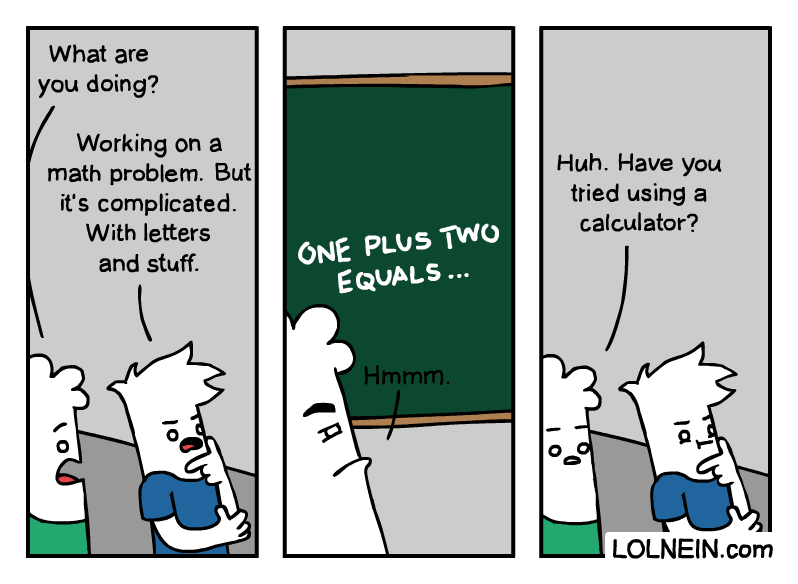 What are
you doing?
Working on a
math problem. But
it's complicated.
With letters
and stuff.
ONE PLUS TWO
EQUALS...
Hmmm.
Huh. Have you
tried using a
calculator?
LOLNEIN.com